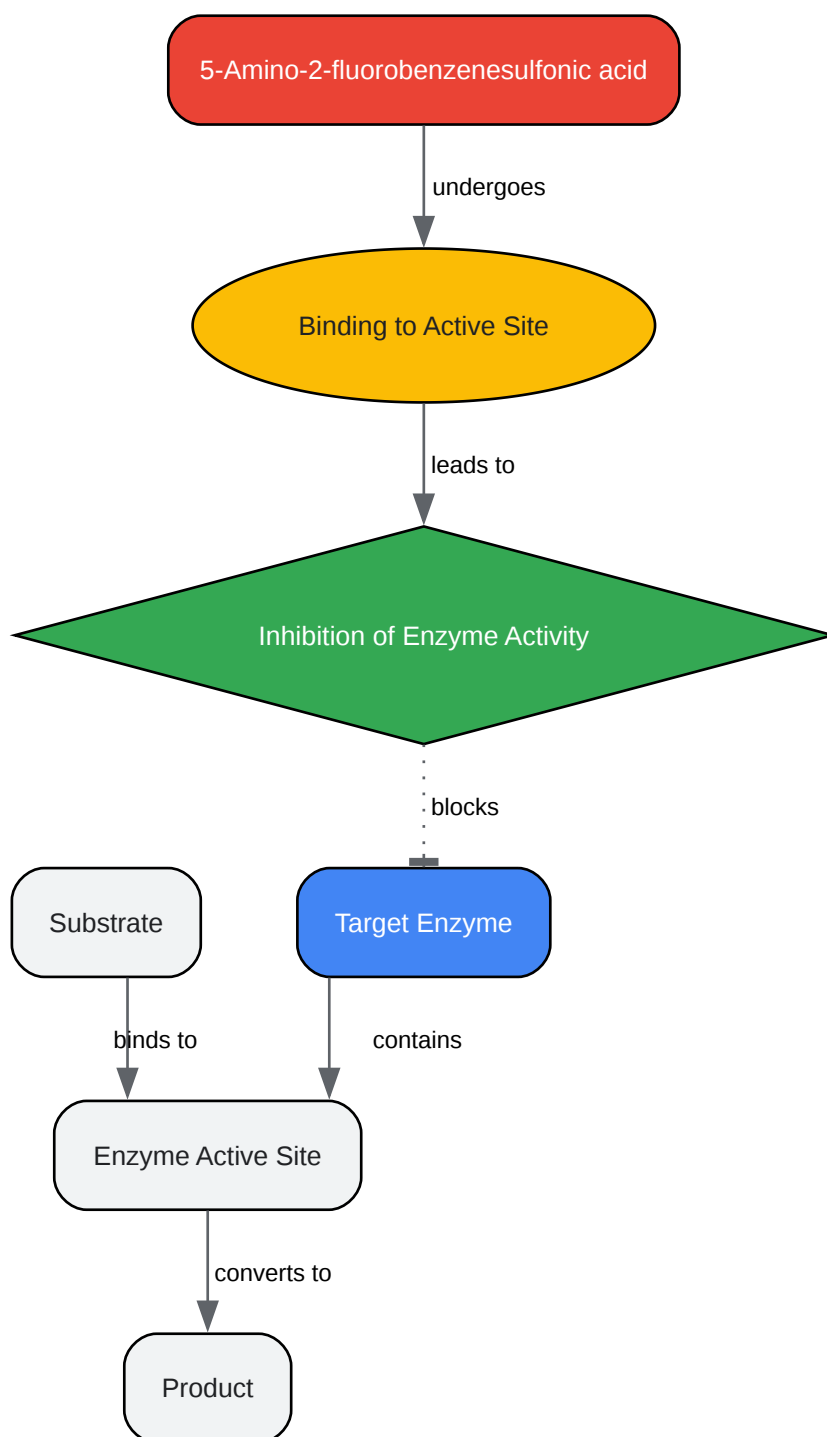 5-Amino-2-fluorobenzenesulfonic acid
undergoes
Binding to Active Site
leads to
Inhibition of Enzyme Activity
blocks
Substrate
Target Enzyme
binds to
contains
Enzyme Active Site
converts to
Product